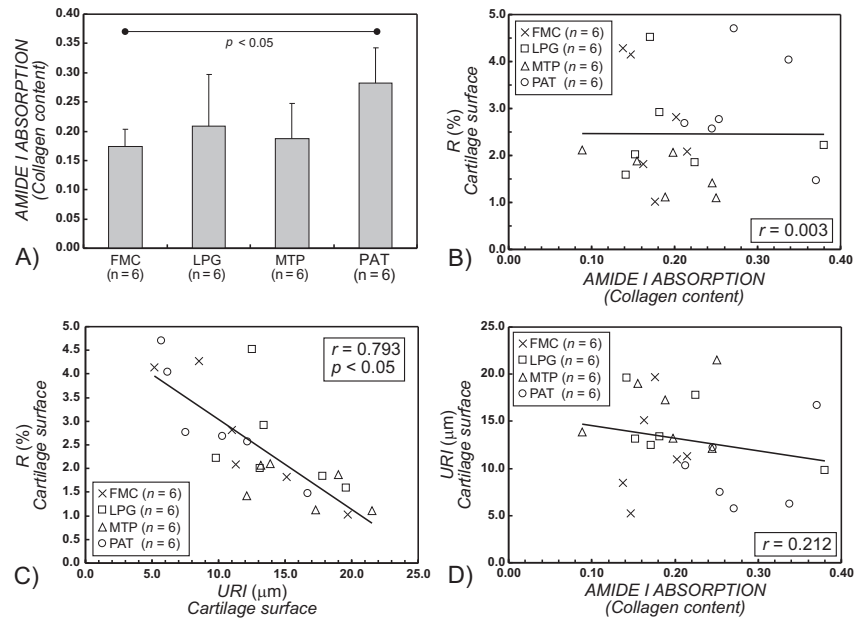 0.40
0.35
0.30
0.25
0.20
0.15
0.10
0.05
0.00
AMIDE I ABSORPTION
(Collagen content)
p < 0.05
FMC LPG MTP PAT
(n = 6) (n = 6) (n = 6) (n = 6)
A)
5.0
4.0
3.0
2.0
1.0
0.0
R (%)
Cartilage surface
FMC (n = 6)
LPG (n = 6)
MTP (n = 6)
PAT (n = 6)
r = 0.003
0.00 0.10 0.20 0.30 0.40
AMIDE I ABSORPTION
(Collagen content)
B)
5.0
4.5
4.0
3.5
3.0
2.5
2.0
1.5
1.0
0.5
0.0
R (%)
Cartilage surface
r = 0.793
p < 0.05
FMC (n = 6)
LPG (n = 6)
MTP (n = 6)
PAT (n = 6)
0.0 5.0 10.0 15.0 20.0 25.0
URI (μm)
Cartilage surface
C)
25.0
20.0
15.0
10.0
5.0
0.0
URI (μm)
Cartilage surface
FMC (n = 6)
LPG (n = 6)
MTP (n = 6)
PAT (n = 6)
r = 0.212
0.00 0.10 0.20 0.30 0.40
AMIDE I ABSORPTION
(Collagen content)
D)